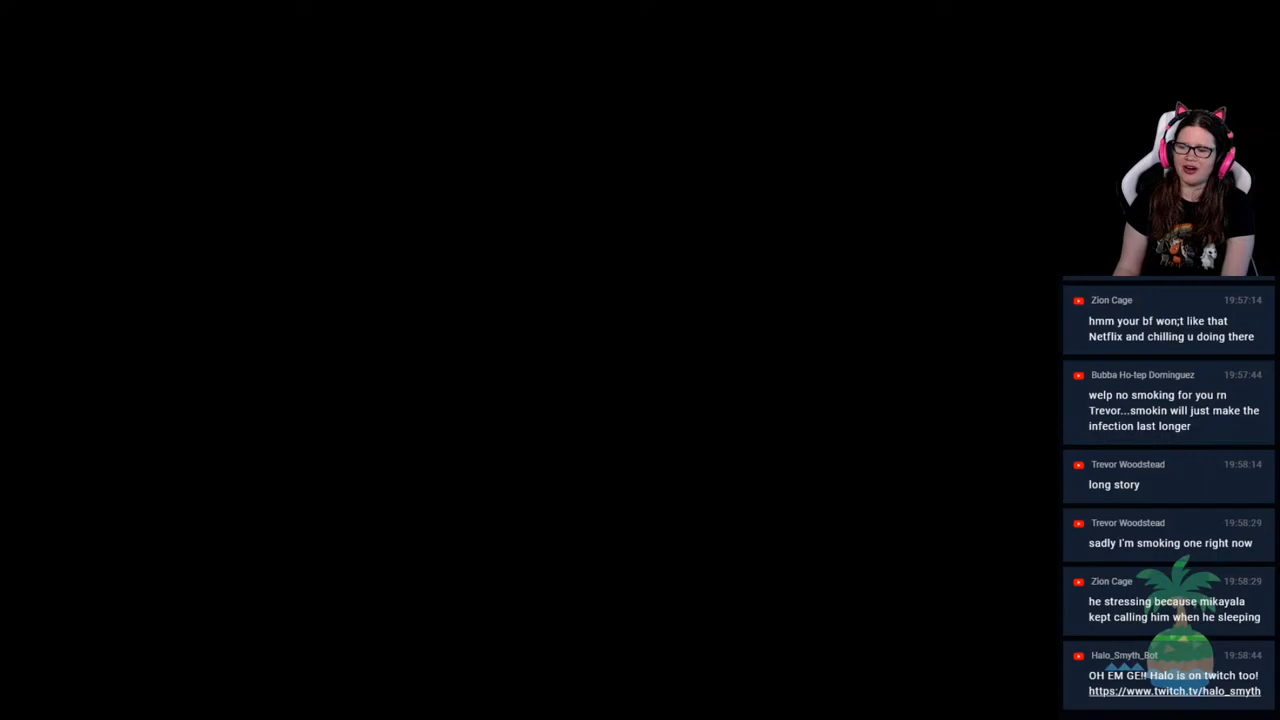 Zion Cage 19:57:14
hmm your bf won;t like that
Netflix and chilling u doing there
Bubba Ho-tep Dominguez 19:57:44
welp no smoking for you rn
Trevor...smokin will just make the
infection last longer
Trevor Woodstead 19:58:14
long story
Trevor Woodstead 19:58:29
sadly I'm smoking one right now
Zion Cage 19:58:29
he stressing because mikayala
kept calling him when he sleeping
Halo_Smyth_Bot 19:58:44
OH EM GE!! Halo is on twitch too!
https://www.twitch.tv/halo_smyth